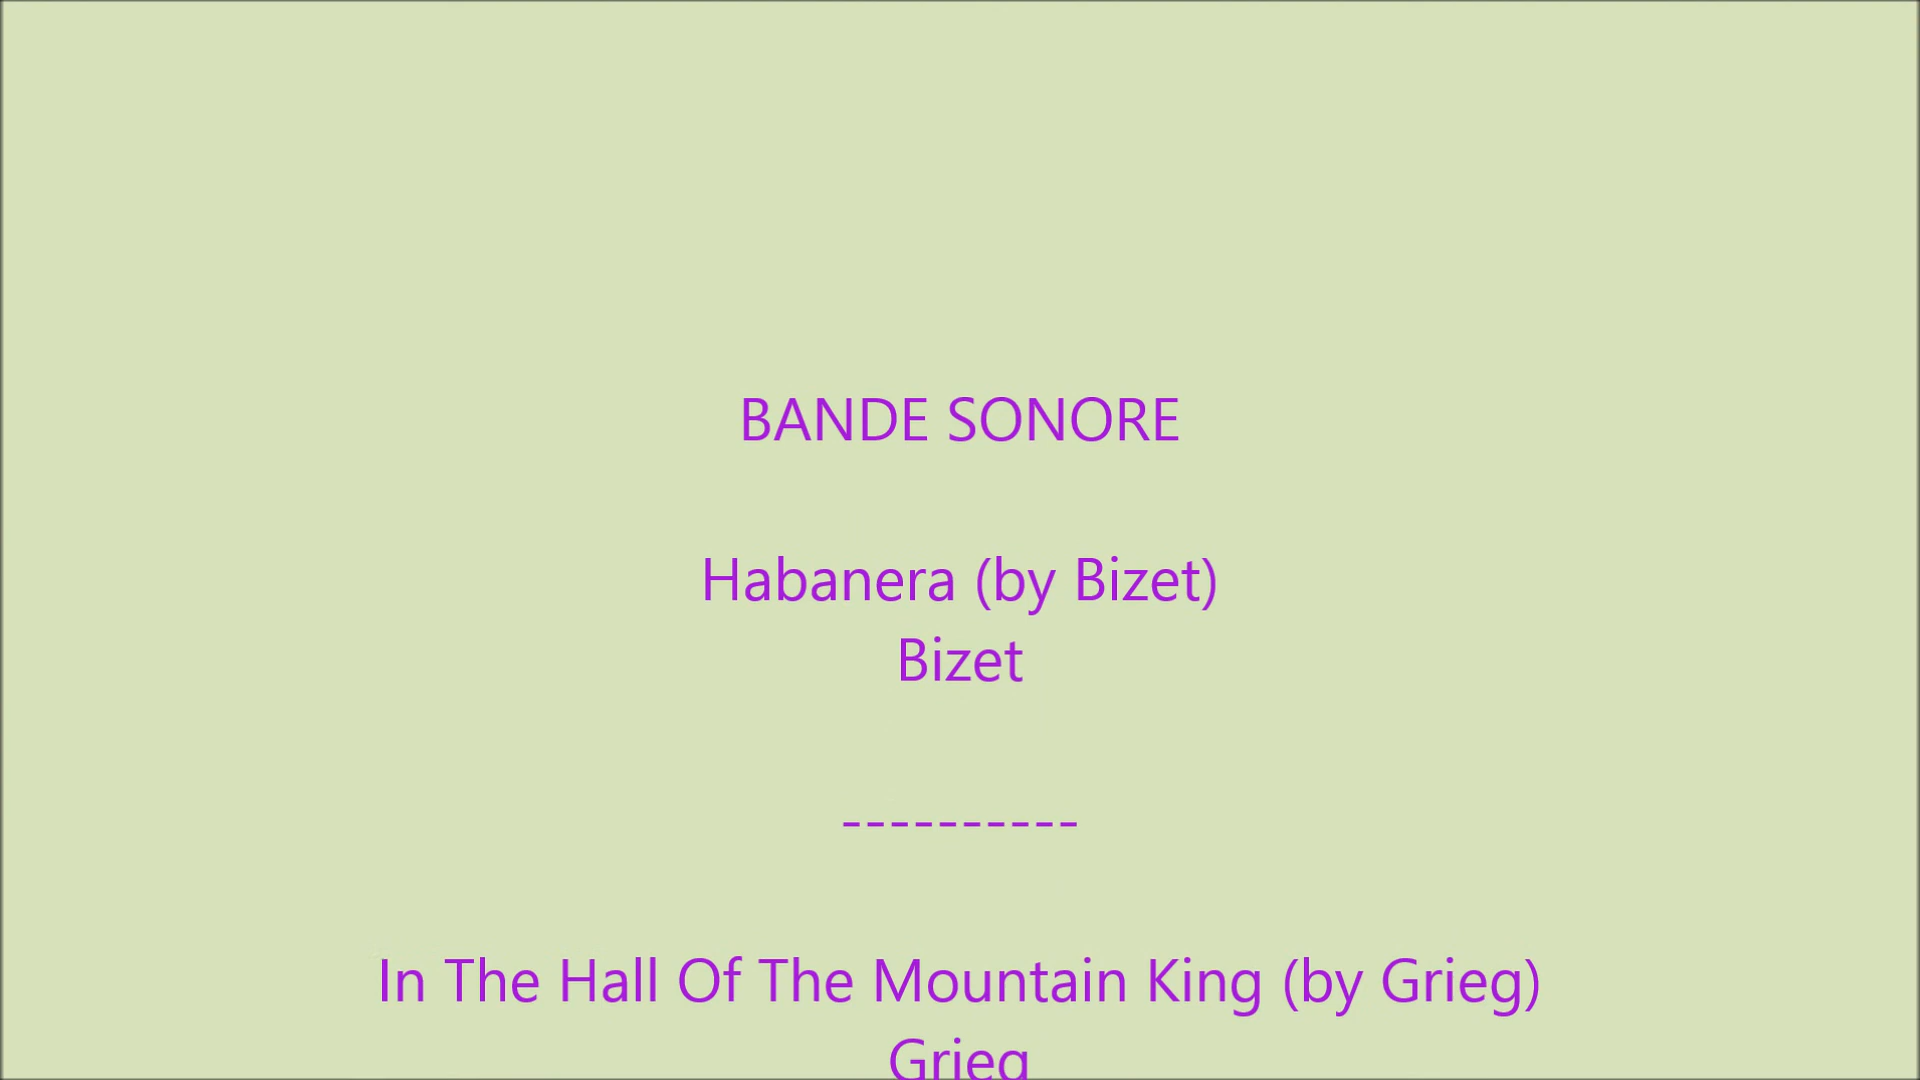 BANDE SONORE
Habanera (by Bizet)
Bizet
----------
In The Hall Of The Mountain King (by Grieg)
Grieg